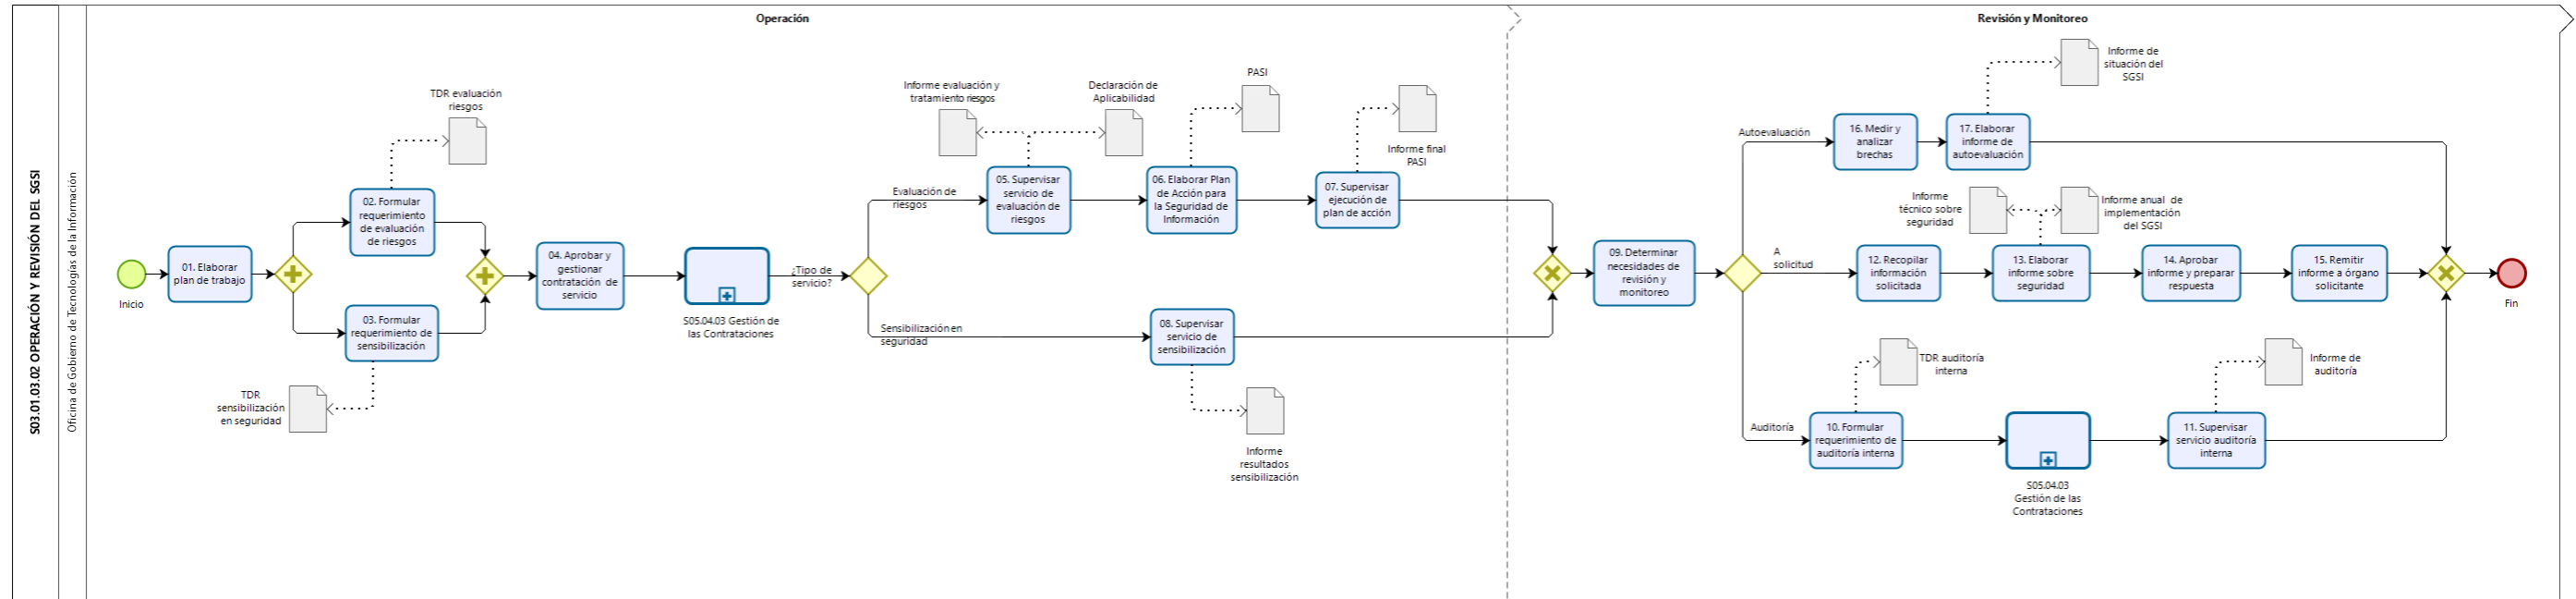 S03.01.03.02 OPERACIÓN Y REVISIÓN DEL SGSI
Oficina de Gobierno de Tecnologías de la Información
Operación
Inicio
01. Elaborar
plan de trabajo
TDR evaluación
riesgos
02. Formular
requerimiento
de evaluación
de riesgos
03. Formular
requerimiento de
sensibilización
TDR
sensibilización
en seguridad
04. Aprobar y
gestionar
contratación de
servicio
S05.04.03 Gestión de
las Contrataciones
¿Tipo de
servicio?
Evaluación de
riesgos
Informe evaluación y
tratamiento riesgos
Declaración de
Aplicabilidad
05. Supervisar
servicio de
evaluación de
riesgos
PASI
06. Elaborar Plan
de Acción para
la Seguridad de
Información
Informe final
PASI
07. Supervisar
ejecución de
plan de acción
Sensibilización en
seguridad
08. Supervisar
servicio de
sensibilización
Informe
resultados
sensibilización
Revisión y Monitoreo
09. Determinar
necesidades de
revisión y
monitoreo
Autoevaluación
16. Medir y
analizar
brechas
17. Elaborar
informe de
autoevaluación
Informe de
situación del
SGSI
A
solicitud
12. Recopilar
información
solicitada
Informe
técnico sobre
seguridad
Informe anual de
implementación
del SGSI
13. Elaborar
informe sobre
seguridad
14. Aprobar
informe y preparar
respuesta
15. Remitir
informe a órgano
solicitante
Auditoría
TDR auditoría
interna
10. Formular
requerimiento de
auditoría interna
S05.04.03
Gestión de las
Contrataciones
11. Supervisar
servicio auditoría
interna
Informe de
auditoría
Fin